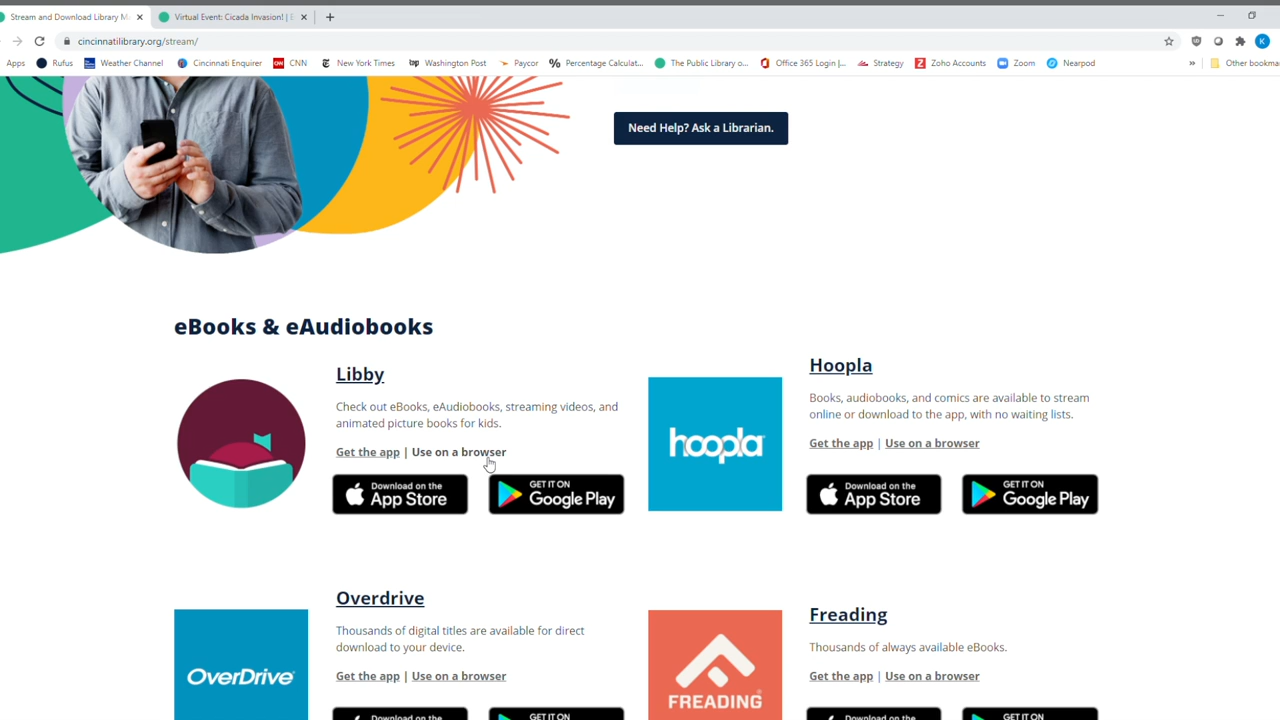 Stream and Download Library M
Virtual Event: Cicada Invasion! |
cincinnatilibrary.org/stream/
K
Apps Rufus Weather Channel Cincinnati Enquirer CNN New York Times Washington Post Paycor Percentage Calculat... The Public Library o... Office 365 Login |... Strategy Zoho Accounts Zoom Nearpod » Other bookma
Need Help? Ask a Librarian.
eBooks & eAudiobooks
Libby
Check out eBooks, eAudiobooks, streaming videos, and
animated picture books for kids.
Get the app | Use on a browser
Download on the
App Store
GET IT ON
Google Play
hoopla
Hoopla
Books, audiobooks, and comics are available to stream
online or download to the app, with no waiting lists.
Get the app | Use on a browser
Download on the
App Store
GET IT ON
Google Play
OverDrive
Overdrive
Thousands of digital titles are available for direct
download to your device.
Get the app | Use on a browser
Download on the
GET IT ON
FREADING
Freading
Thousands of always available eBooks.
Get the app | Use on a browser
Download on the
GET IT ON